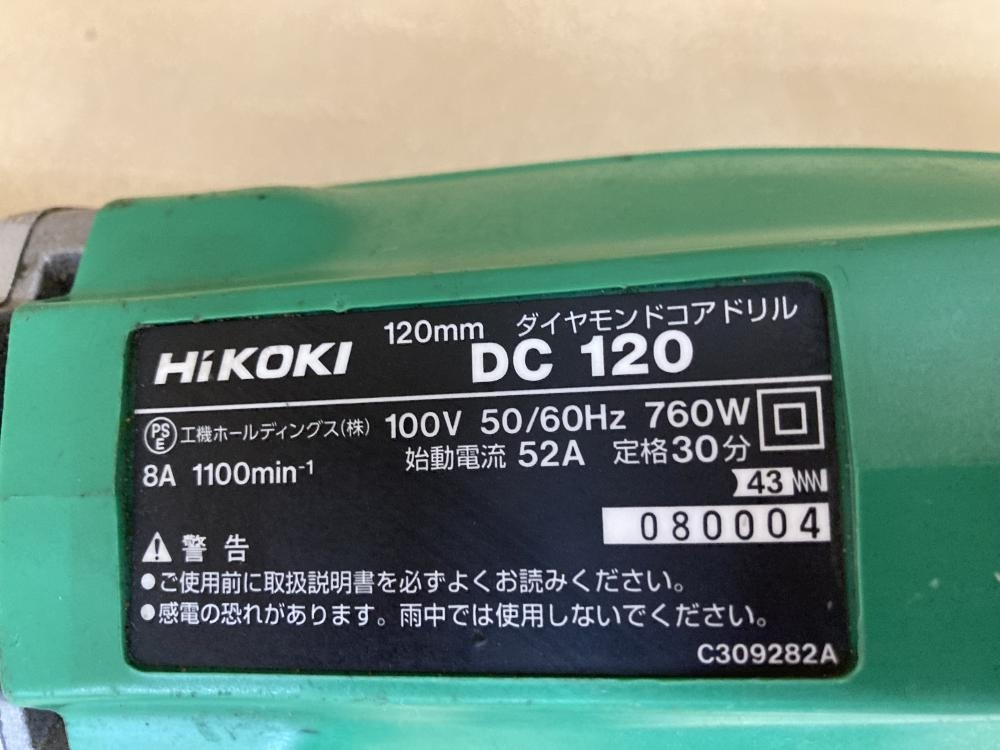 120mm ダイヤモンドコアドリル
HiKOKI DC 120
PSE 工機ホールディングス(株) 100V 50/60Hz 760W
8A 1100min⁻¹ 始動電流 52A 定格30分
43
080004
警告
●ご使用前に取扱説明書を必ずよくお読みください。
●感電の恐れがあります。雨中では使用しないでください。
C309282A